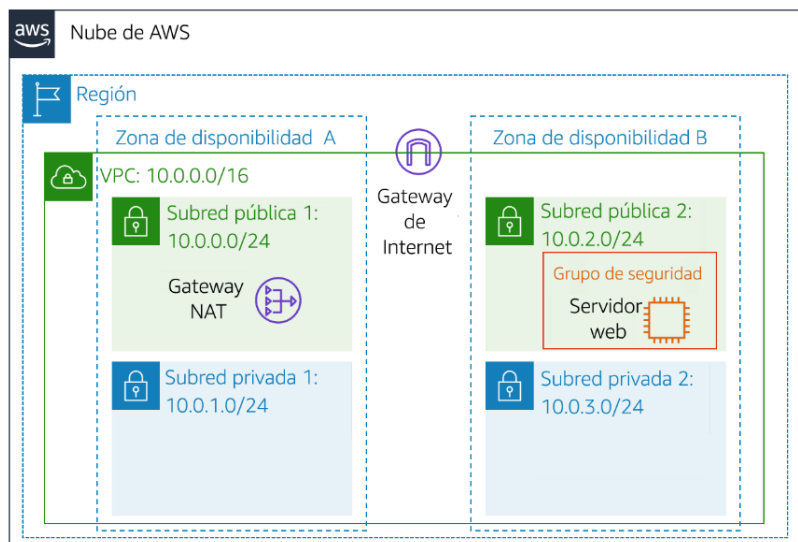 aws
Nube de AWS
Región
Zona de disponibilidad A
Zona de disponibilidad B
VPC: 10.0.0.0/16
Gateway
de
Internet
Subred pública 1:
10.0.0.0/24
Subred pública 2:
10.0.2.0/24
Gateway
NAT
Grupo de seguridad
Servidor
web
Subred privada 1:
10.0.1.0/24
Subred privada 2:
10.0.3.0/24